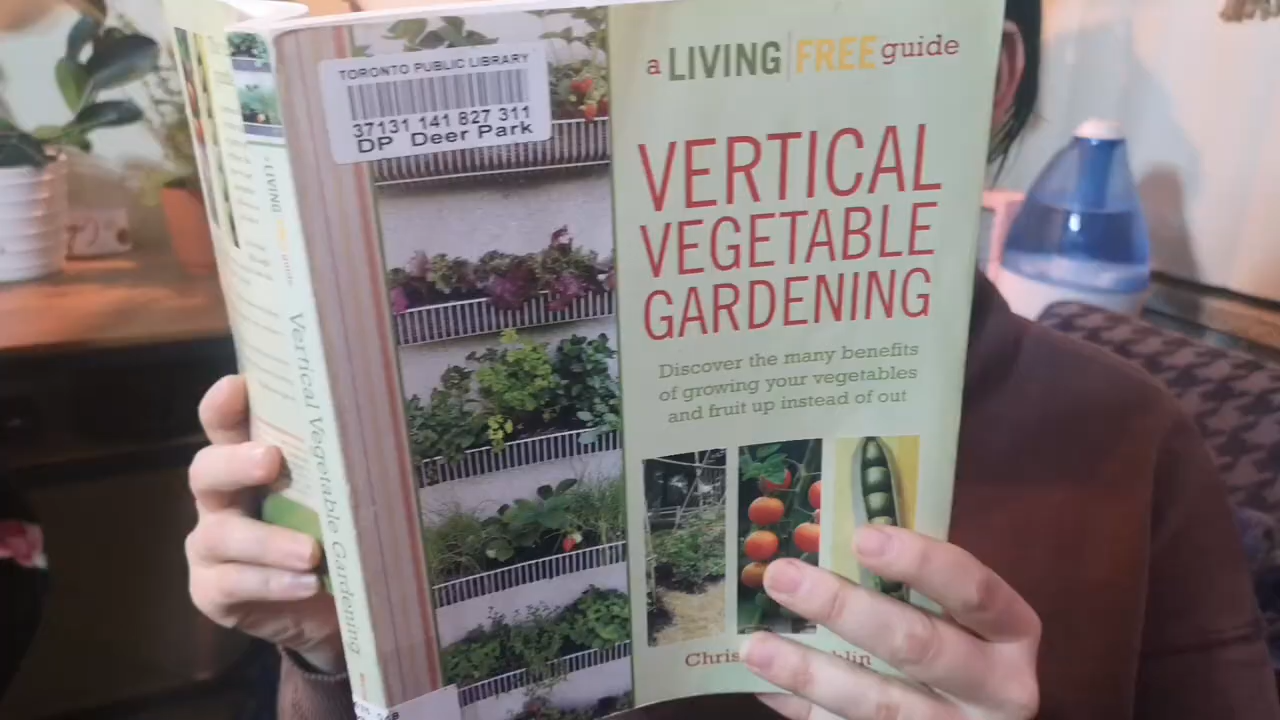 TORONTO PUBLIC LIBRARY
37131 141 827 311
DP Deer Park
a LIVING FREE guide
VERTICAL
VEGETABLE
GARDENING
Discover the many benefits
of growing your vegetables
and fruit up instead of out
LIVING
Vertical Vegetable Gardening